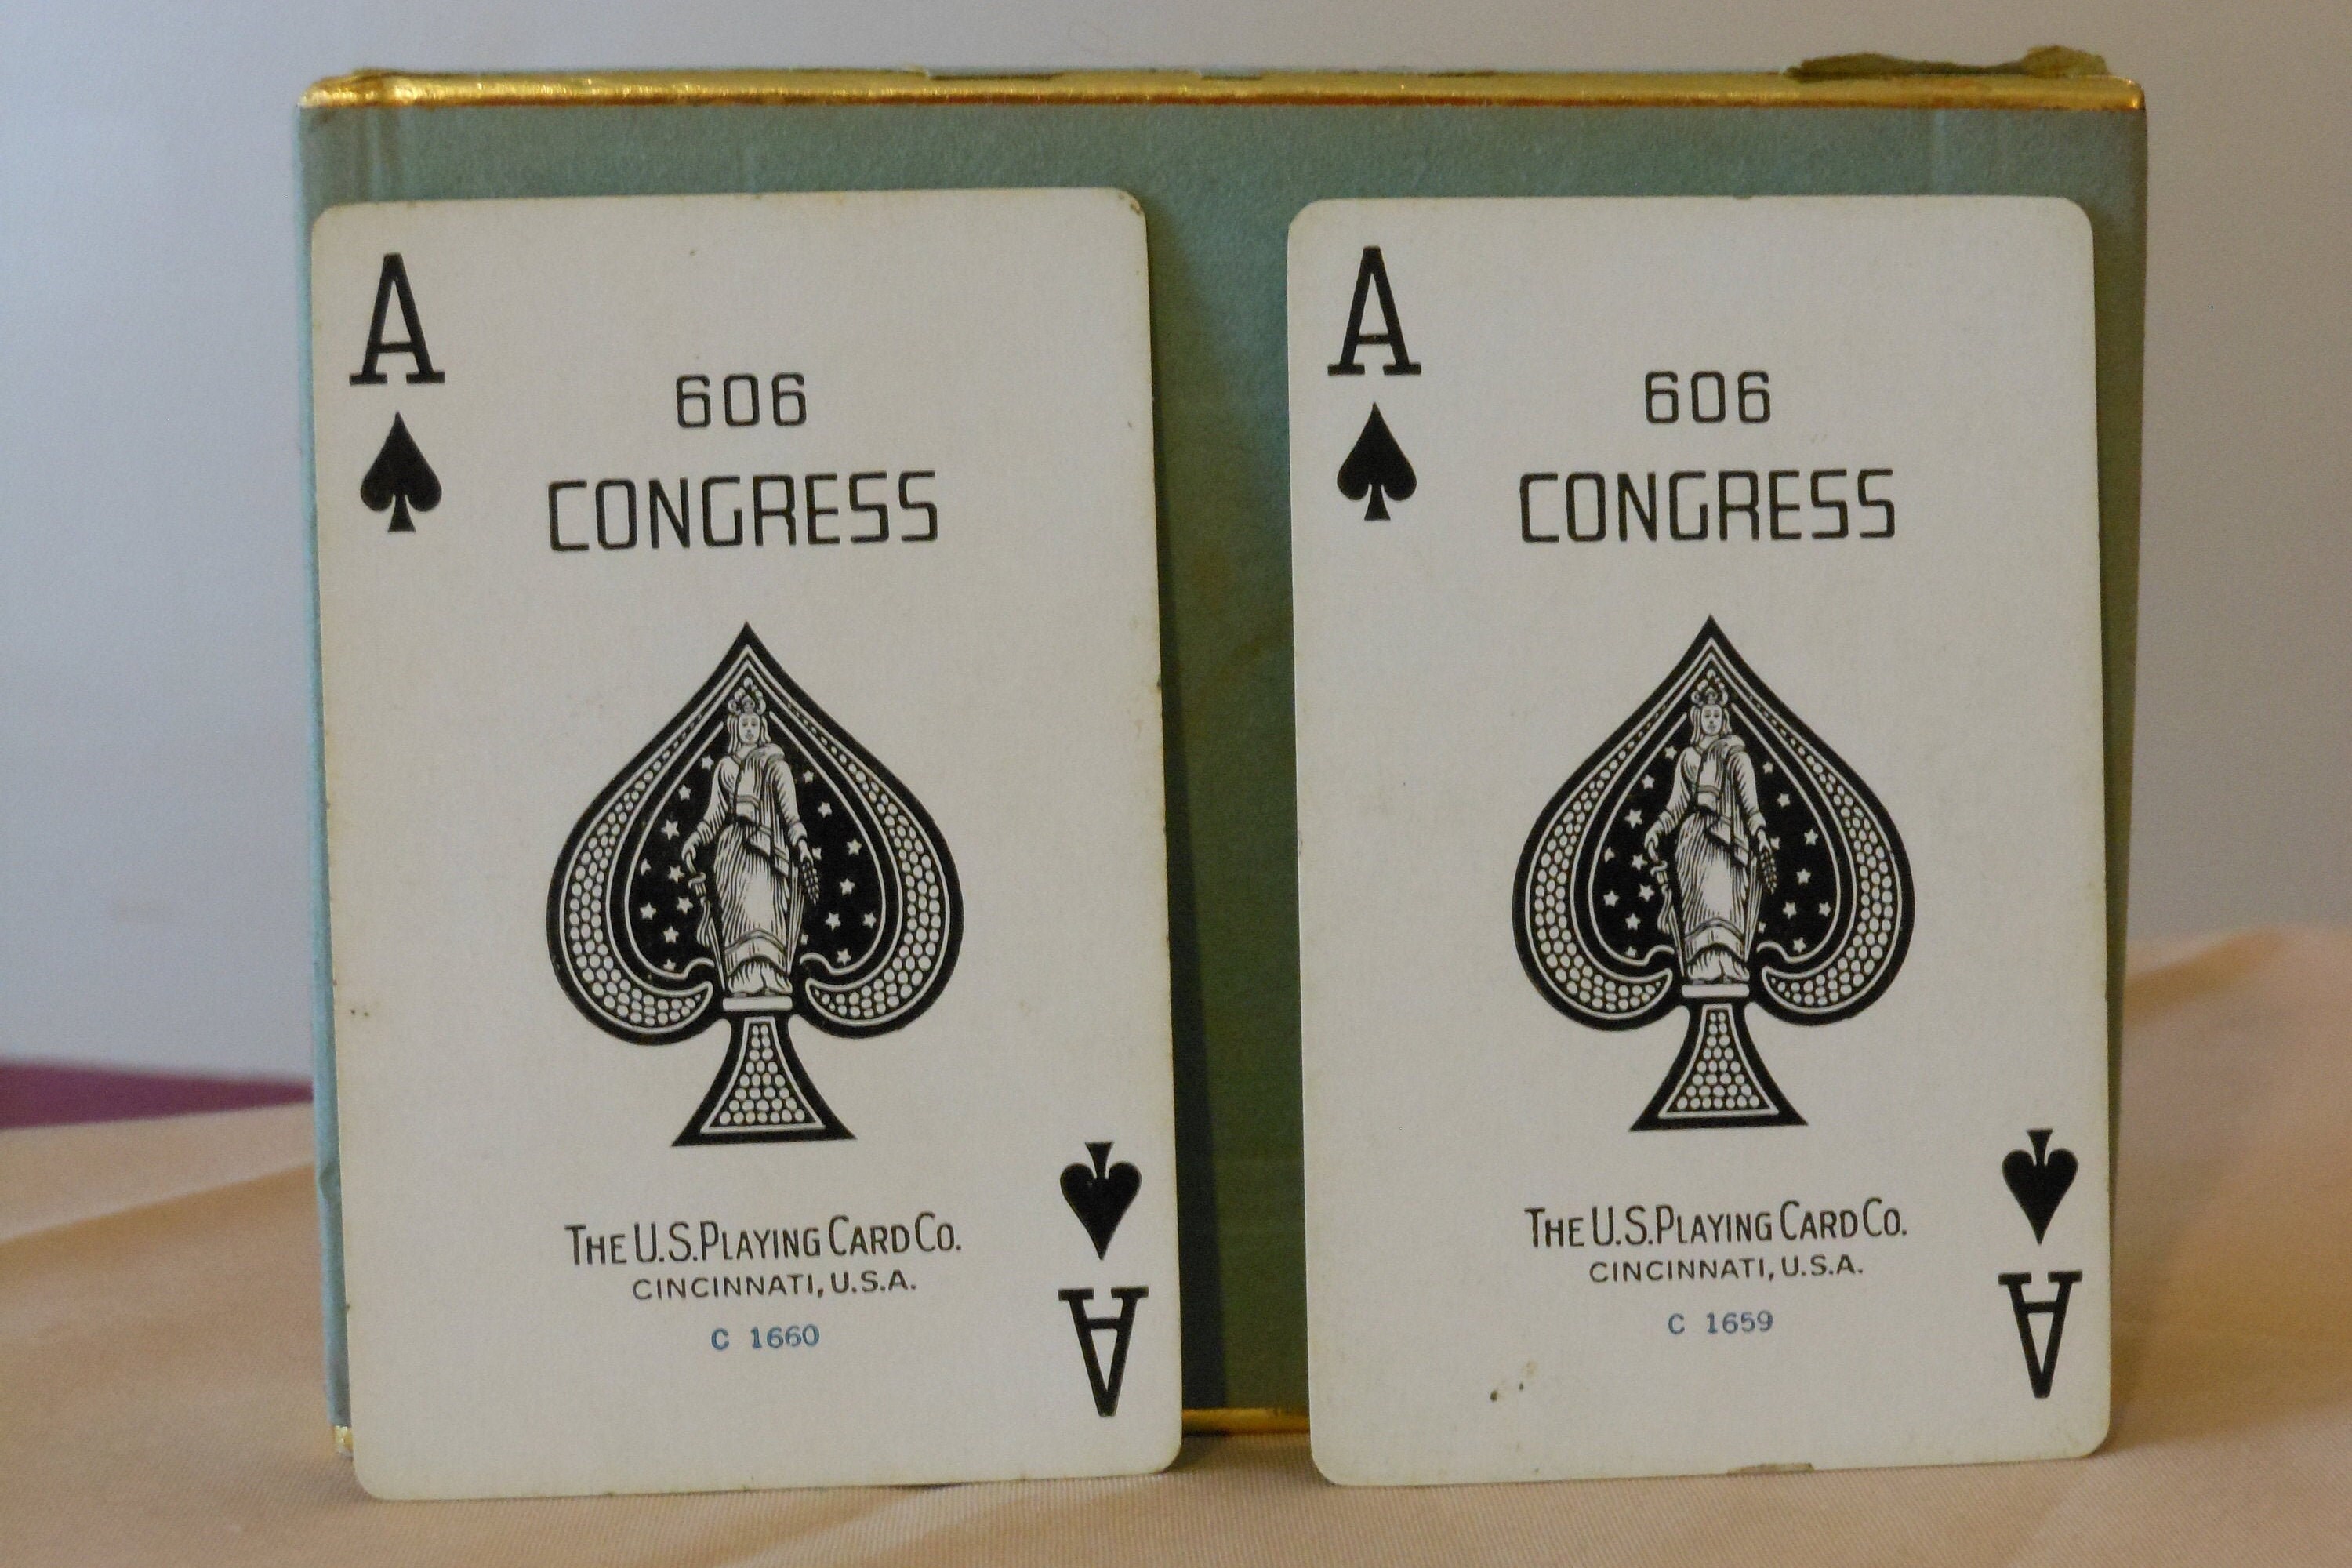 A
606
CONGRESS
THE U.S. PLAYING CARD CO.
CINCINNATI, U.S.A.
C 1660
A
A
606
CONGRESS
THE U.S. PLAYING CARD CO.
CINCINNATI, U.S.A.
C 1659
A